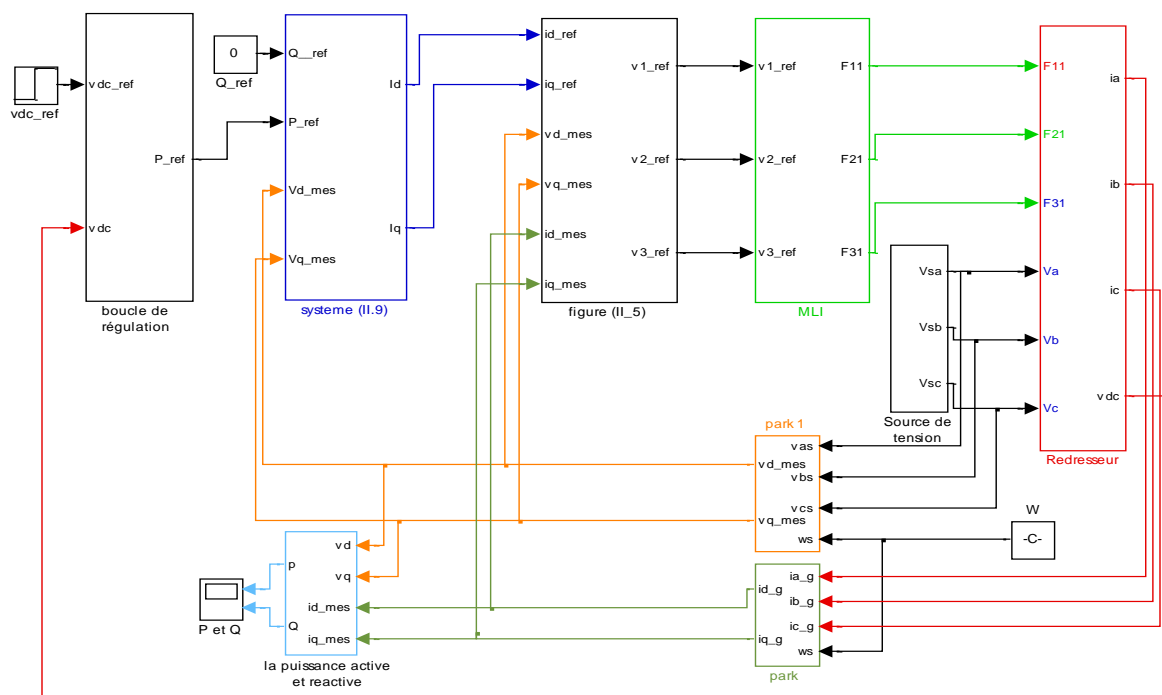 vdc_ref
vdc_ref
P_ref
vdc
boucle de
régulation
0
Q_ref
Q__ref
P_ref
Vd_mes
Vq_mes
Id
Iq
systeme (II.9)
id_ref
iq_ref
vd_mes
vq_mes
id_mes
iq_mes
v1_ref
v2_ref
v3_ref
figure (II_5)
v1_ref
v2_ref
v3_ref
F11
F21
F31
MLI
Vsa
Vsb
Vsc
Source de
tension
F11
F21
F31
Va
Vb
Vc
ia
ib
ic
vdc
Redresseur
park 1
vas
vd_mes
vbs
vcs
vq_mes
ws
W
-C-
ia_g
id_g
ib_g
ic_g
iq_g
ws
park
vd
p
vq
id_mes
Q
iq_mes
la puissance active
et reactive
P et Q